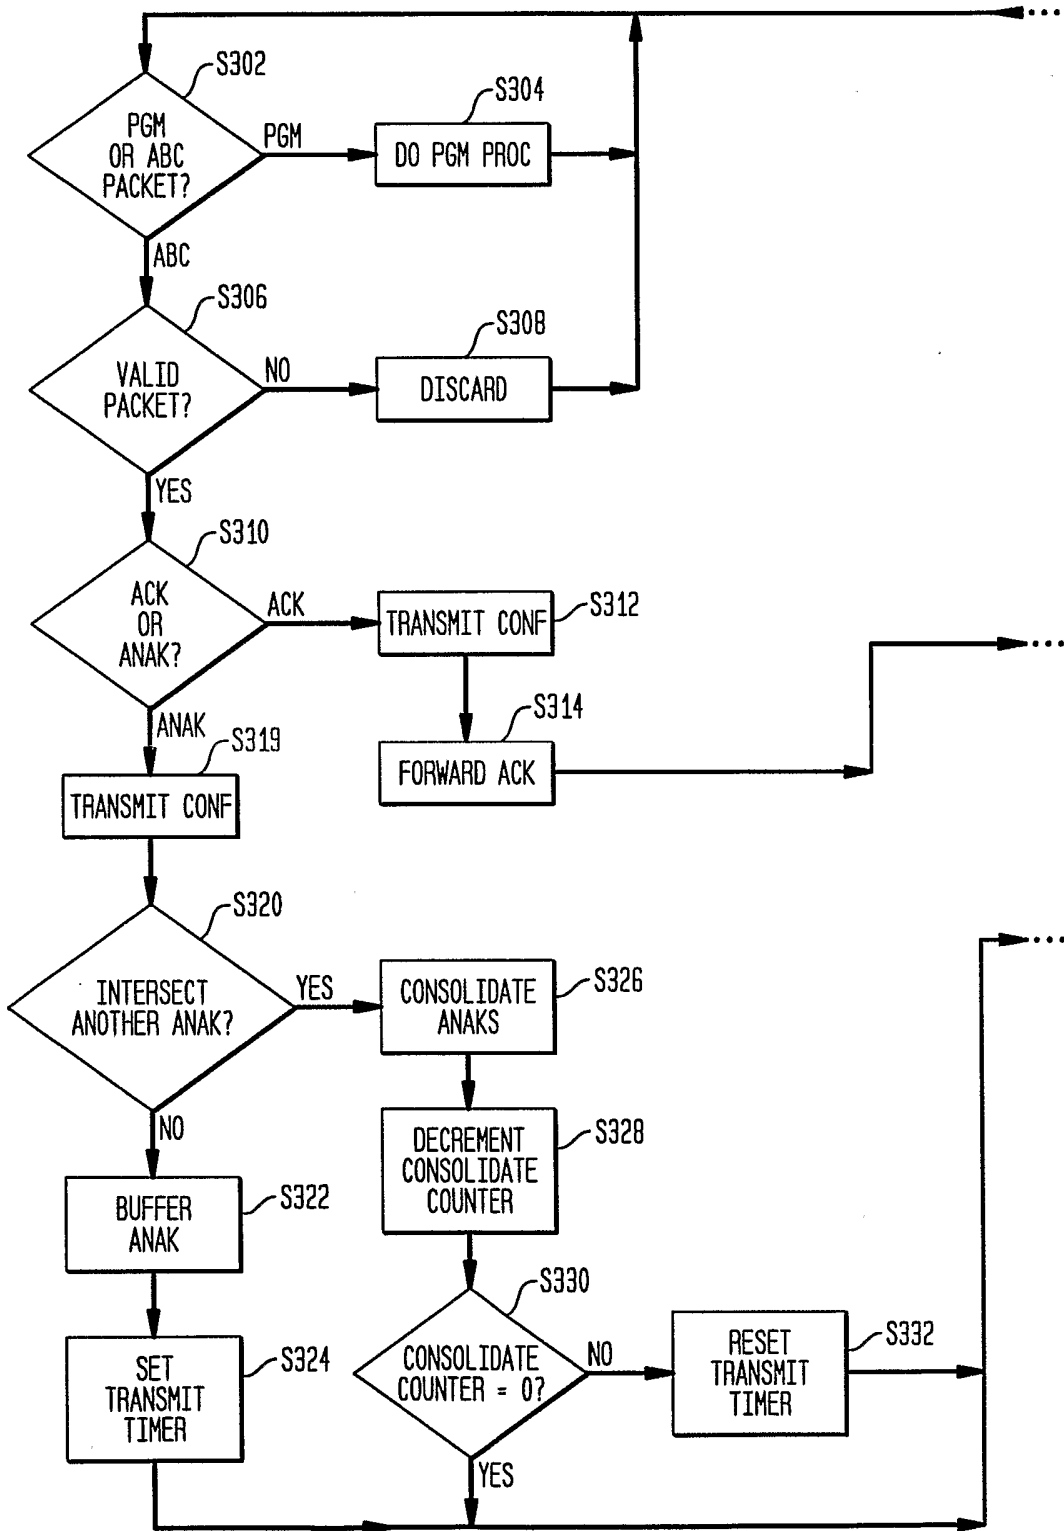 S302
PGM
OR ABC
PACKET?
PGM
S304
DO PGM PROC
ABC
S306
VALID
PACKET?
NO
S308
DISCARD
YES
S310
ACK
OR
ANAK?
ACK
TRANSMIT CONF
S312
S314
FORWARD ACK
ANAK
S319
TRANSMIT CONF
S320
INTERSECT
ANOTHER ANAK?
YES
CONSOLIDATE
ANAKS
S326
NO
DECREMENT
CONSOLIDATE
COUNTER
S328
BUFFER
ANAK
S322
S330
CONSOLIDATE
COUNTER = 0?
NO
RESET
TRANSMIT
TIMER
S332
SET
TRANSMIT
TIMER
S324
YES